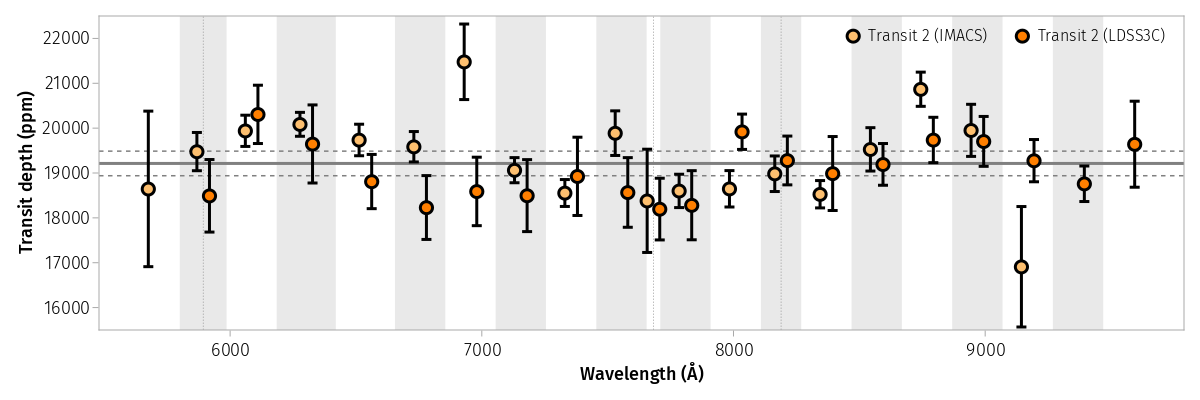 Transit depth (ppm)
22000
21000
20000
19000
18000
17000
16000
Transit 2 (IMACS)
Transit 2 (LDSS3C)
6000
7000
8000
9000
Wavelength (Å)